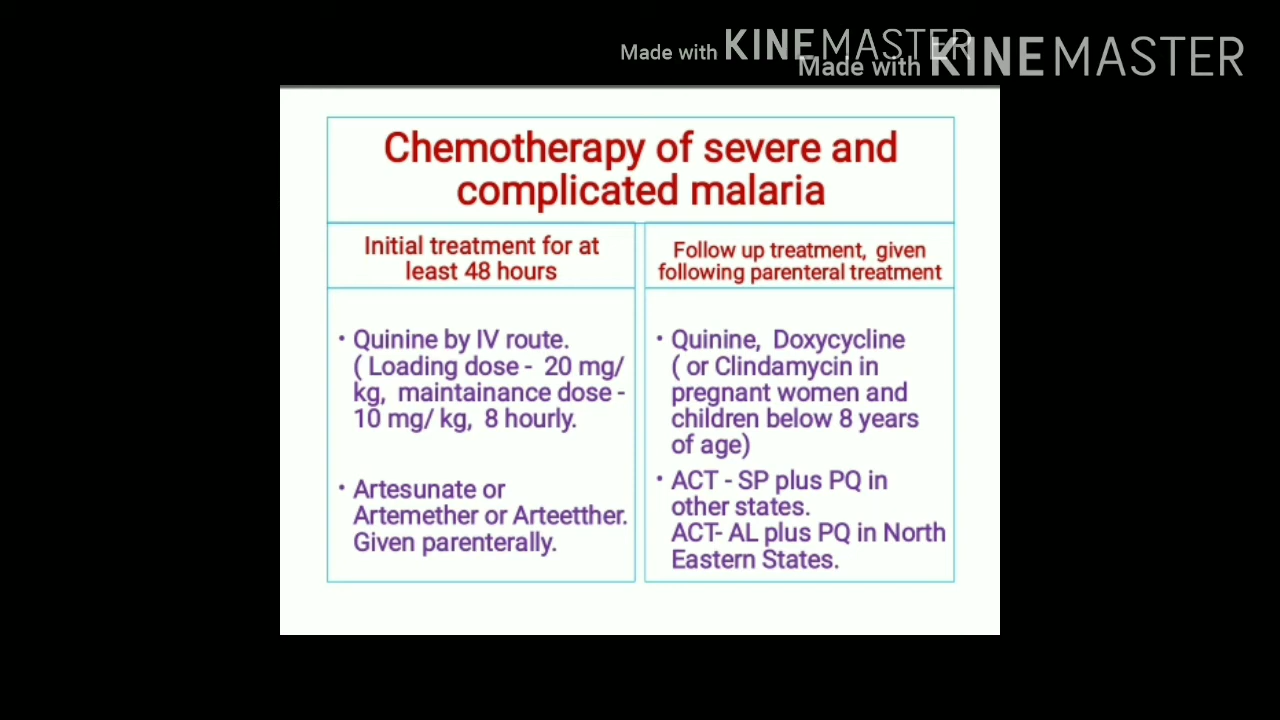 Made with KINEMASTER
Made with KINEMASTER
Chemotherapy of severe and
complicated malaria
Initial treatment for at
least 48 hours
Follow up treatment, given
following parenteral treatment
• Quinine by IV route.
( Loading dose - 20 mg/
kg, maintainance dose -
10 mg/ kg, 8 hourly.
• Artesunate or
Artemether or Arteetther.
Given parenterally.
• Quinine, Doxycycline
( or Clindamycin in
pregnant women and
children below 8 years
of age)
• ACT - SP plus PQ in
other states.
ACT- AL plus PQ in North
Eastern States.